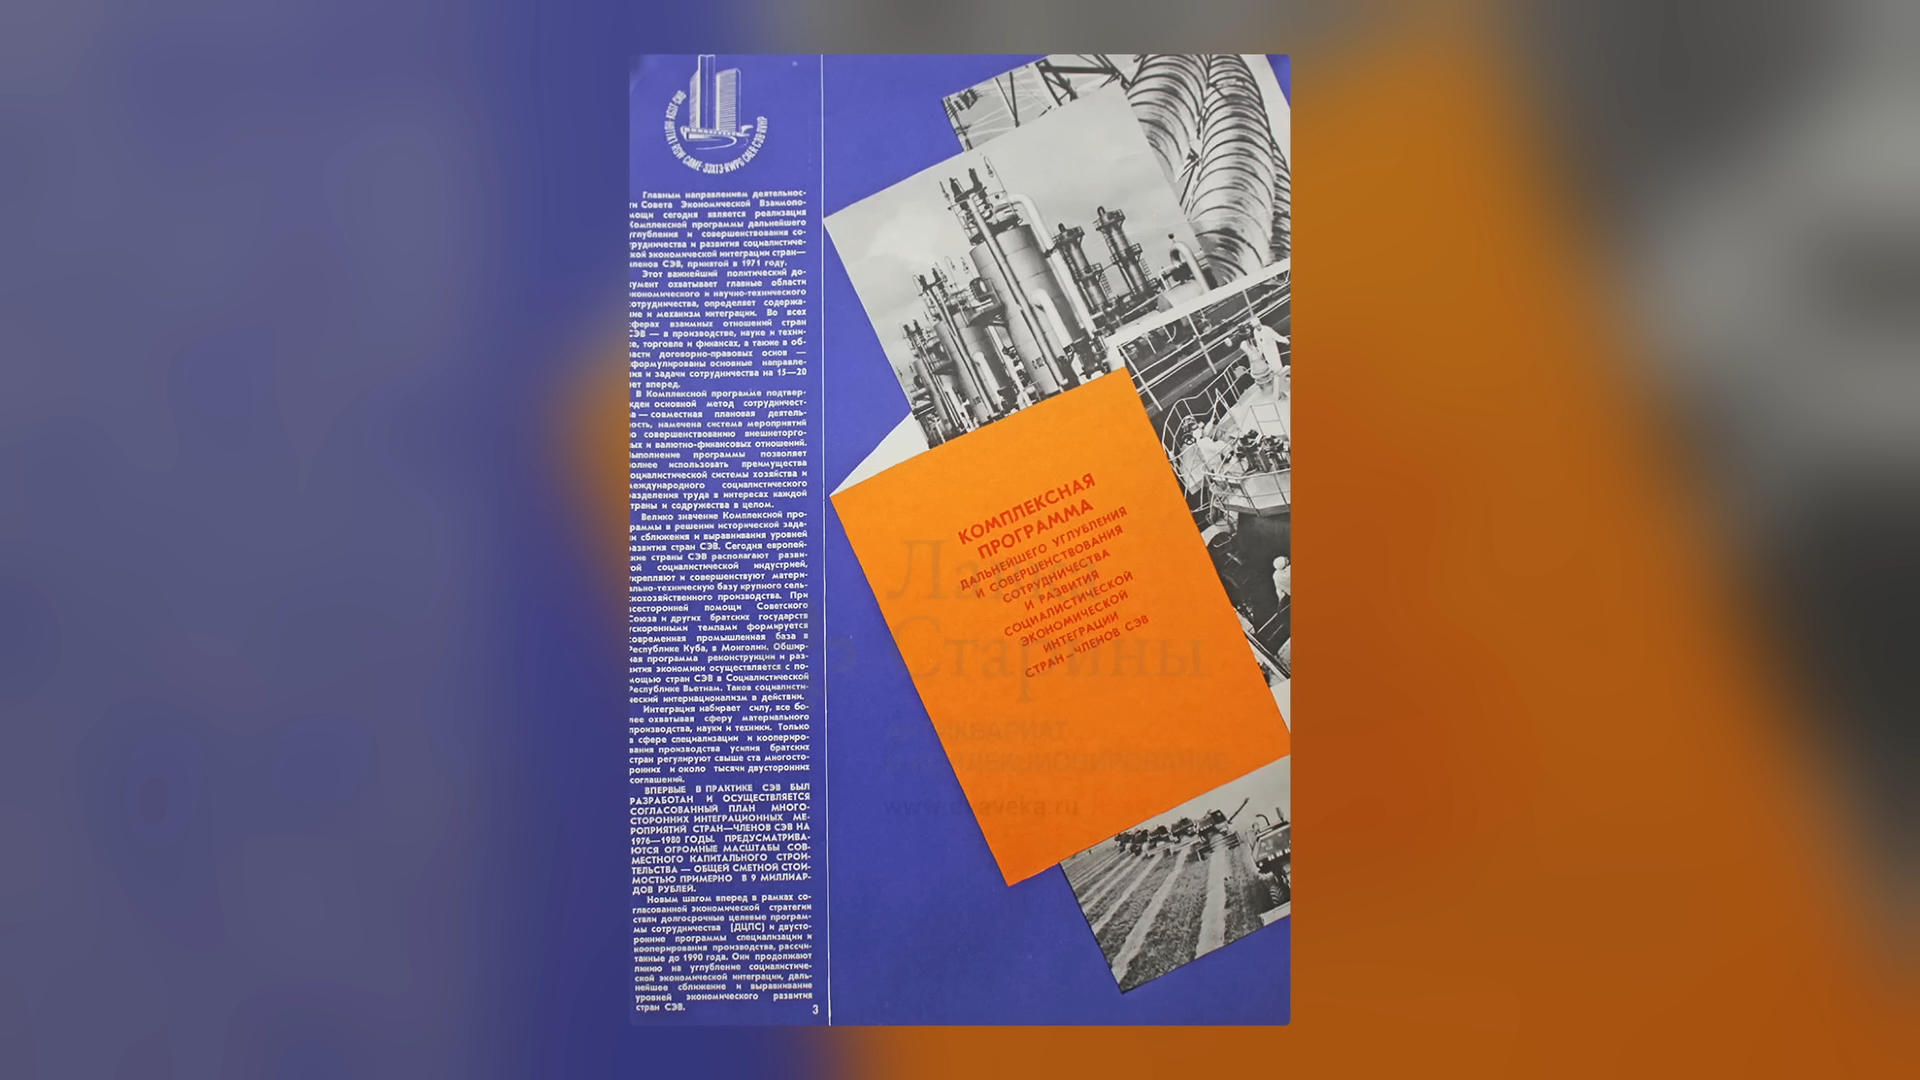 KGST СИВ
I.KTĖT RGW CAME ЭЗХТЗ RWPG CAER СЭВ RVHP
Главным направлением деятельнос-
ти Совета Экономической Взаимопо-
мощи сегодня является реализация
Комплексной программы дальнейшего
углубления и совершенствования со-
трудничества и развития социалистиче-
ской экономической интеграции стран—
членов СЭВ, принятой в 1971 году.
Этот важнейший политический до-
кумент охватывает главные области
экономического и научно-технического
сотрудничества, определяет содержа-
ние и механизм интеграции. Во всех
сферах взаимных отношений стран
СЭВ — в производстве, науке и техни-
ке, торговле и финансах, а также в об-
ласти договорно-правовых основ —
сформулированы основные направле-
ния и задачи сотрудничества на 15—20
лет вперед.
В Комплексной программе подтвер-
жден основной метод сотрудничест-
ва — совместная плановая деятель-
ность, намечена система мероприятий
по совершенствованию внешнеторго-
вых и валютно-финансовых отношений.
Выполнение программы позволяет
полнее использовать преимущества
социалистической системы хозяйства и
международного социалистического
разделения труда в интересах каждой
страны и содружества в целом.
Велико значение Комплексной про-
граммы в решении исторической зада-
чи сближения и выравнивания уровней
развития стран СЭВ. Сегодня европей-
ские страны СЭВ располагают разви-
той социалистической индустрией,
укрепляют и совершенствуют матери-
ально-техническую базу крупного сель-
скохозяйственного производства. При
всесторонней помощи Советского
Союза и других братских государств
ускоренными темпами формируется
современная промышленная база в
Республике Куба, в Монголии. Обшир-
ная программа реконструкции и раз-
вития экономики осуществляется с по-
мощью стран СЭВ в Социалистической
Республике Вьетнам. Таков социалисти-
ческий интернационализм в действии.
Интеграция набирает силу, все бо-
лее охватывая сферу материального
производства, науки и техники. Только
в сфере специализации и коопериро-
вания производства усилия братских
стран регулируют свыше ста многосто-
ронних и около тысячи двусторонних
соглашений.
ВПЕРВЫЕ В ПРАКТИКЕ СЭВ БЫЛ
РАЗРАБОТАН И ОСУЩЕСТВЛЯЕТСЯ
СОГЛАСОВАННЫЙ ПЛАН МНОГО-
СТОРОННИХ ИНТЕГРАЦИОННЫХ МЕ-
РОПРИЯТИЙ СТРАН—ЧЛЕНОВ СЭВ НА
1976—1980 ГОДЫ. ПРЕДУСМАТРИВА-
ЮТСЯ ОГРОМНЫЕ МАСШТАБЫ СОВ-
МЕСТНОГО КАПИТАЛЬНОГО СТРОИ-
ТЕЛЬСТВА — ОБЩЕЙ СМЕТНОЙ СТОИ-
МОСТЬЮ ПРИМЕРНО В 9 МИЛЛИАР-
ДОВ РУБЛЕЙ.
Новым шагом вперед в рамках со-
гласованной экономической стратегии
стали долгосрочные целевые програм-
мы сотрудничества [ДЦПС] и двусто-
ронние программы специализации и
кооперирования производства, рассчи-
танные до 1990 года. Они продолжают
линию на углубление социалистиче-
ской экономической интеграции, даль-
нейшее сближение и выравнивание
уровней экономического развития
стран СЭВ.
3
КОМПЛЕКСНАЯ
ПРОГРАММА
ДАЛЬНЕЙШЕГО УГЛУБЛЕНИЯ
И СОВЕРШЕНСТВОВАНИЯ
СОТРУДНИЧЕСТВА
И РАЗВИТИЯ
СОЦИАЛИСТИЧЕСКОЙ
ЭКОНОМИЧЕСКОЙ
ИНТЕГРАЦИИ
СТРАН–ЧЛЕНОВ СЭВ
Старины